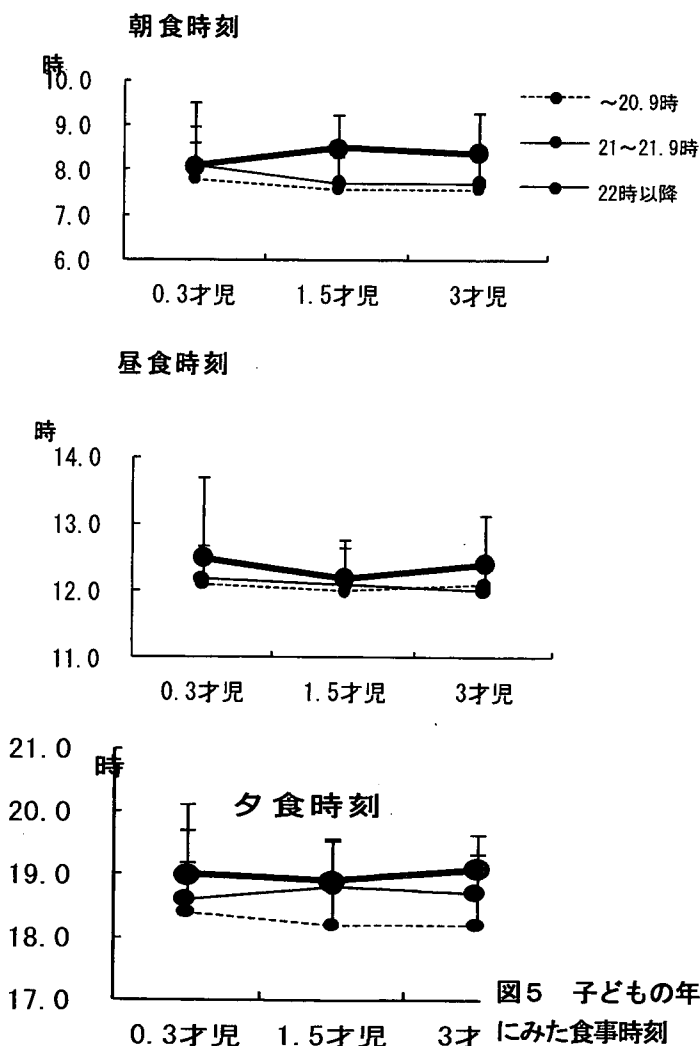 朝食時刻
時
10.0
9.0
8.0
7.0
6.0
0.3才児 1.5才児 3才児
～20.9時
21～21.9時
22時以降
昼食時刻
時
14.0
13.0
12.0
11.0
0.3才児 1.5才児 3才児
21.0
時
夕食時刻
20.0
19.0
18.0
17.0
0.3才児 1.5才児 3才
図5 子どもの年
にみた食事時刻